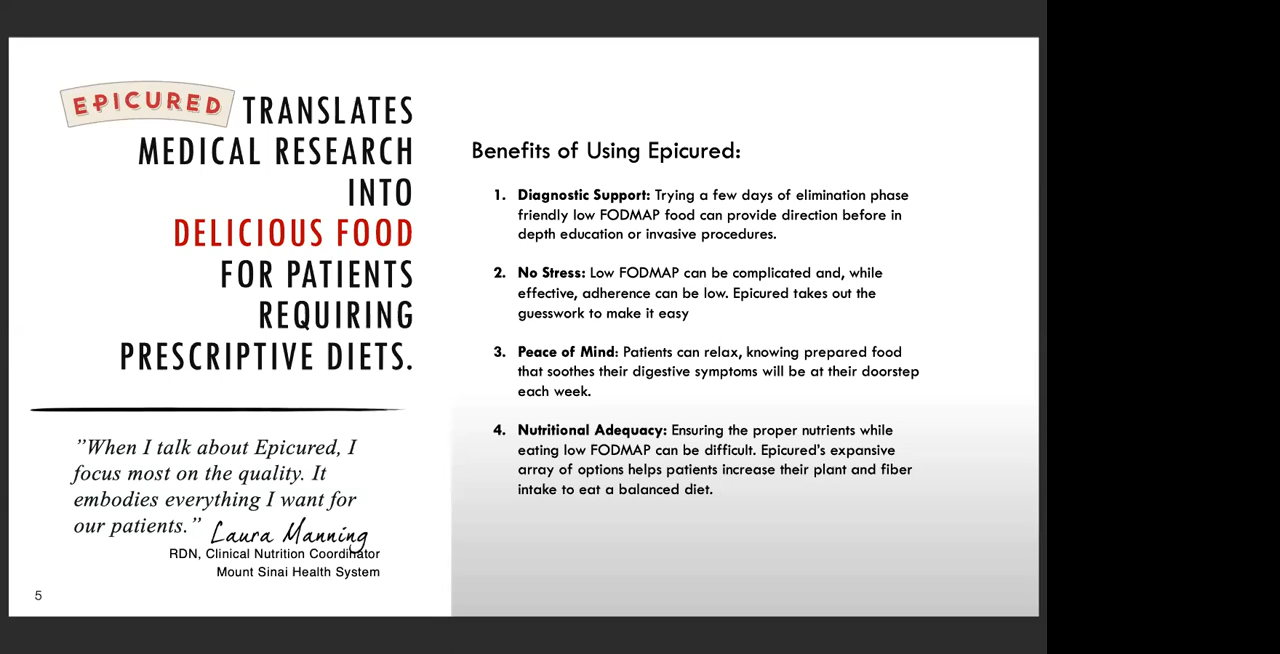 EPICURED TRANSLATES
MEDICAL RESEARCH
INTO
DELICIOUS FOOD
FOR PATIENTS
REQUIRING
PRESCRIPTIVE DIETS.
”When I talk about Epicured, I
focus most on the quality. It
embodies everything I want for
our patients.” Laura Manning
RDN, Clinical Nutrition Coordinator
Mount Sinai Health System
5
Benefits of Using Epicured:
1. Diagnostic Support: Trying a few days of elimination phase
friendly low FODMAP food can provide direction before in
depth education or invasive procedures.
2. No Stress: Low FODMAP can be complicated and, while
effective, adherence can be low. Epicured takes out the
guesswork to make it easy
3. Peace of Mind: Patients can relax, knowing prepared food
that soothes their digestive symptoms will be at their doorstep
each week.
4. Nutritional Adequacy: Ensuring the proper nutrients while
eating low FODMAP can be difficult. Epicured’s expansive
array of options helps patients increase their plant and fiber
intake to eat a balanced diet.